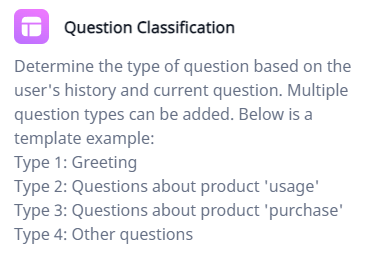 Question Classification
Determine the type of question based on the
user's history and current question. Multiple
question types can be added. Below is a
template example:
Type 1: Greeting
Type 2: Questions about product 'usage'
Type 3: Questions about product 'purchase'
Type 4: Other questions